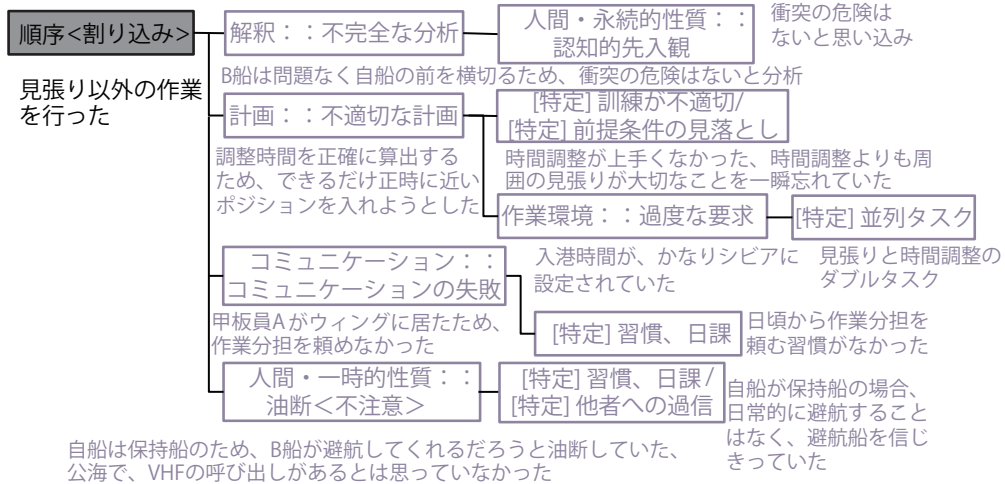 順序<割り込み>
見張り以外の作業
を行った
解釈：：不完全な分析
人間・永続的性質：：
認知的先入観
衝突の危険は
ないと思い込み
B船は問題なく自船の前を横切るため、衝突の危険はないと分析
計画：：不適切な計画
[特定] 訓練が不適切/
[特定] 前提条件の見落とし
調整時間を正確に算出する
ため、できるだけ正時に近い
ポジションを入れようとした
時間調整が上手くなかった、時間調整よりも周
囲の見張りが大切なことを一瞬忘れていた
作業環境：：過度な要求
[特定] 並列タスク
入港時間が、かなりシビアに
設定されていた
見張りと時間調整の
ダブルタスク
コミュニケーション：：
コミュニケーションの失敗
甲板員Aがウィングに居たため、
作業分担を頼めなかった
[特定] 習慣、日課
日頃から作業分担を
頼む習慣がなかった
人間・一時的性質：：
油断＜不注意＞
[特定] 習慣、日課/
[特定] 他者への過信
自船が保持船の場合、
日常的に避航すること
はなく、避航船を信じ
きっていた
自船は保持船のため、B船が避航してくれるだろうと油断していた、
公海で、VHFの呼び出しがあるとは思っていなかった